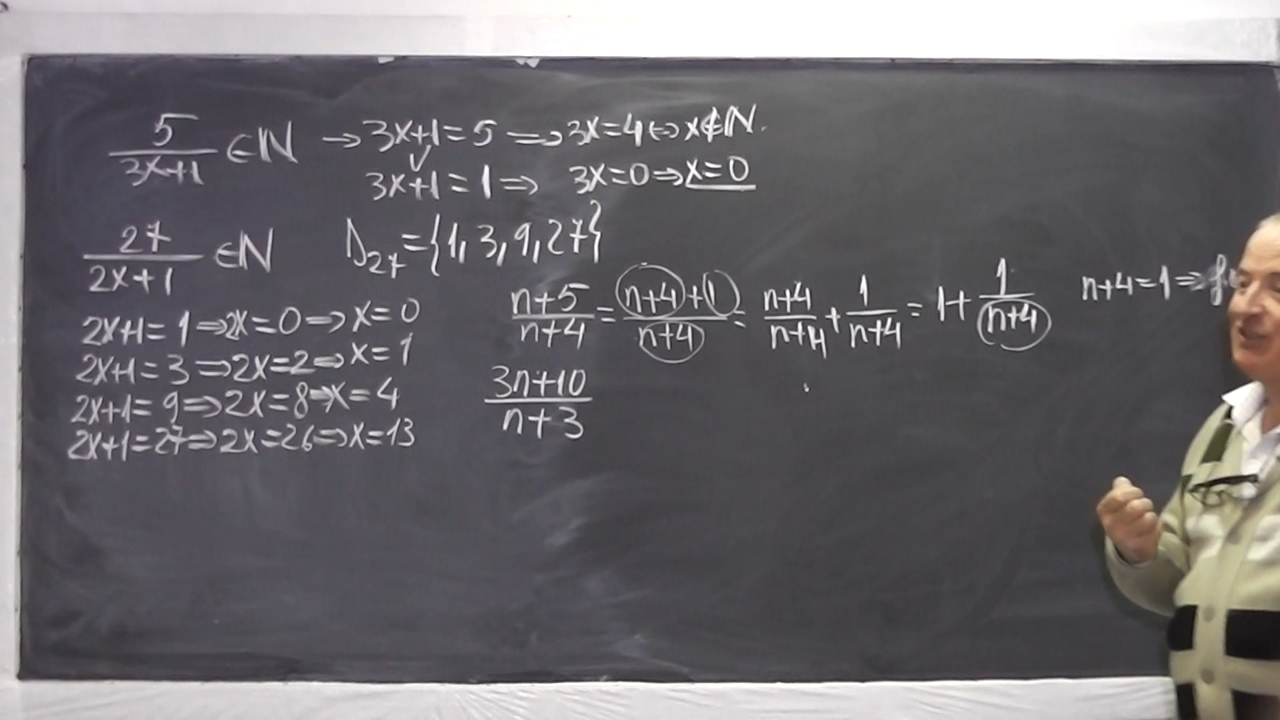 5/(3x+1) ∈ N → 3x+1 = 5 ⇒ 3x = 4 ⇔ x ∉ N.
3x+1 = 1 ⇒ 3x = 0 ⇒ x = 0
27/(2x+1) ∈ N D₂₇ = {1, 3, 9, 27}
2x+1 = 1 ⇒ 2x = 0 ⇒ x = 0
2x+1 = 3 ⇒ 2x = 2 ⇒ x = 1
2x+1 = 9 ⇒ 2x = 8 ⇒ x = 4
2x+1 = 27 ⇒ 2x = 26 ⇒ x = 13
(n+5)/(n+4) = (n+4+1)/(n+4) = (n+4)/(n+4) + 1/(n+4) = 1 + 1/(n+4) n+4 = 1 ⇒
(3n+10)/(n+3)